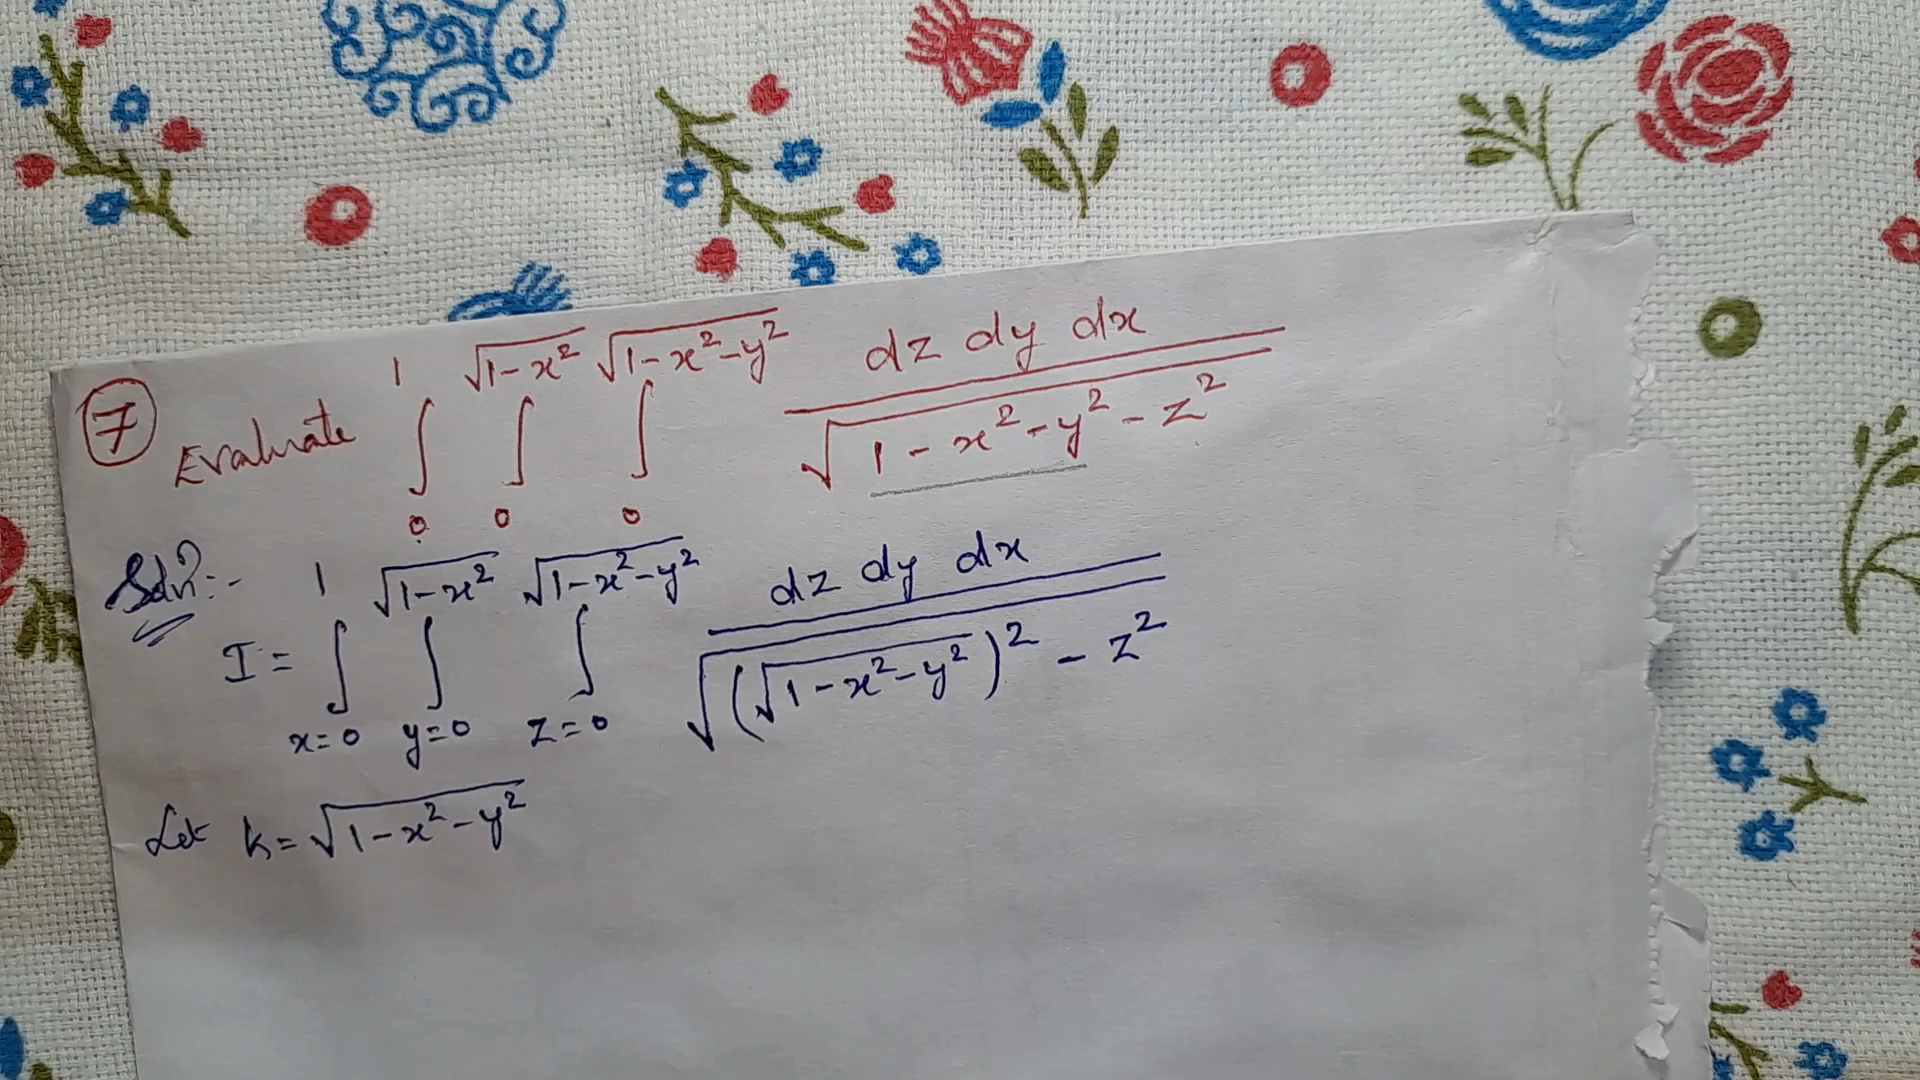 ⑦ Evaluate ∫₀¹ ∫₀^√(1-x²) ∫₀^√(1-x²-y²) dz dy dx / √(1-x²-y²-z²)
Soln:-
I = ∫_{x=0}^{1} ∫_{y=0}^{√(1-x²)} ∫_{z=0}^{√(1-x²-y²)} dz dy dx / √((√(1-x²-y²))² - z²)
Let k = √(1-x²-y²)